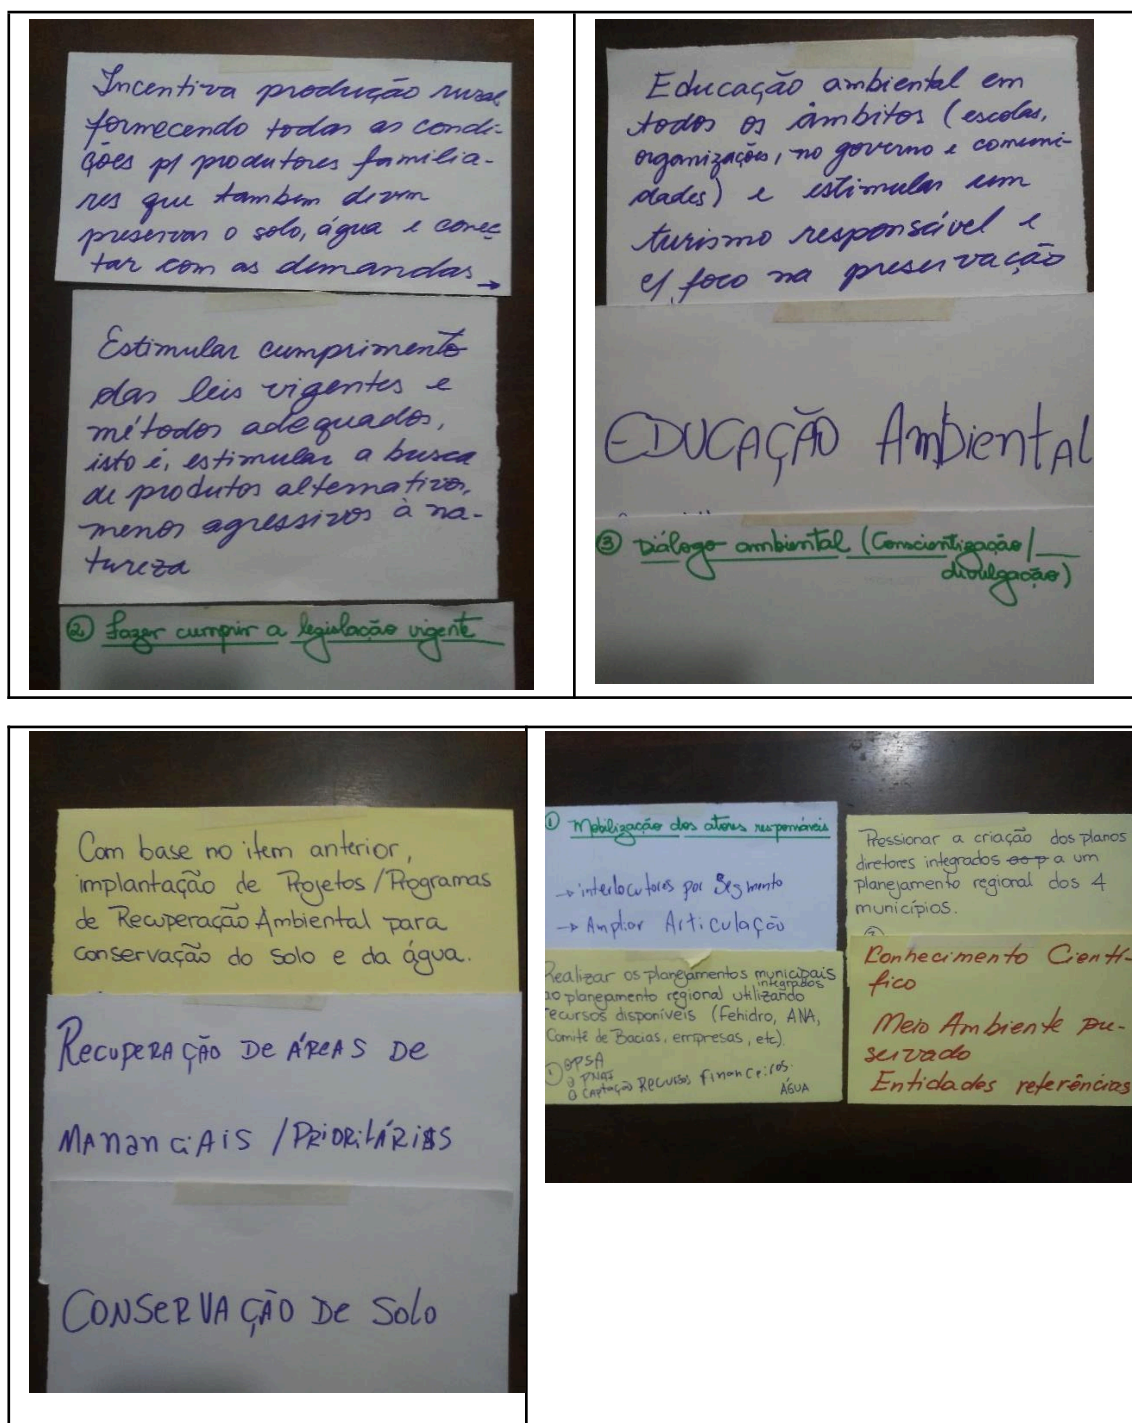 Incentiva produção rural
fornecendo todas as condi-
ções p/ produtores familia-
res que também devem
preservar o solo, água e conec
tar com as demandas →
Estimular cumprimento
das leis vigentes e
métodos adequados,
isto é, estimular a busca
de produtos alternativos,
menos agressivos à na-
tureza
② Fazer cumprir a legislação vigente
Educação ambiental em
todos os âmbitos (escolas,
organizações, no governo e comuni-
dades) e estimular um
turismo responsável e
c/ foco na preservação
EDUCAÇÃO AmbientAL
③ Diálogo ambiental (Conscientização/
divulgação)
Com base no item anterior,
implantação de Projetos/Programas
de Recuperação Ambiental para
conservação do solo e da água.
RecuperAção De ÁReAS De
MAnanciAiS / PRioRitÁRiAS
CONSeRVAÇÃO De Solo
① Mobilização dos atores responsáveis
→ interlocutores por Segmento
→ Ampliar Articulação
Realizar os planejamentos municipais
integrados
ao planejamento regional utilizando
recursos disponíveis (Fehidro, ANA,
Comitê de Bacias, empresas, etc).
① PSA
CAPtação Recursos financeiros.
ÁGUA
Pressionar a criação dos planos
diretores integrados a um
planejamento regional dos 4
municípios.
②
Conhecimento Cientí-
fico
Meio Ambiente pre-
servado
Entidades referências